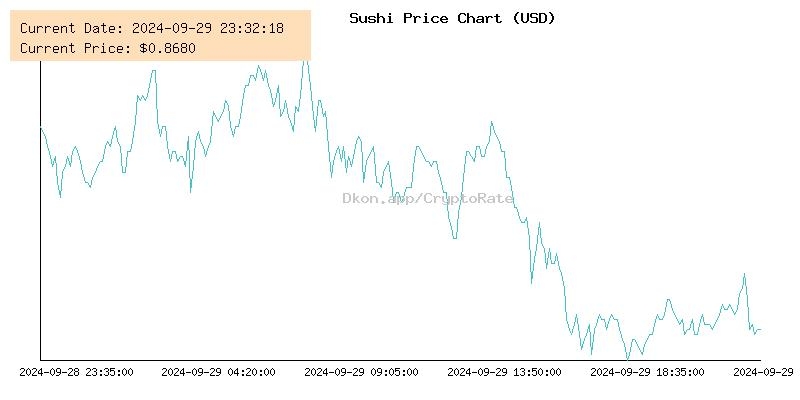 Sushi Price Chart (USD)
Current Date: 2024-09-29 23:32:18
Current Price: $0.8680
Dkon.app/CryptoRate
2024-09-28 23:35:00 2024-09-29 04:20:00 2024-09-29 09:05:00 2024-09-29 13:50:00 2024-09-29 18:35:00 2024-09-29